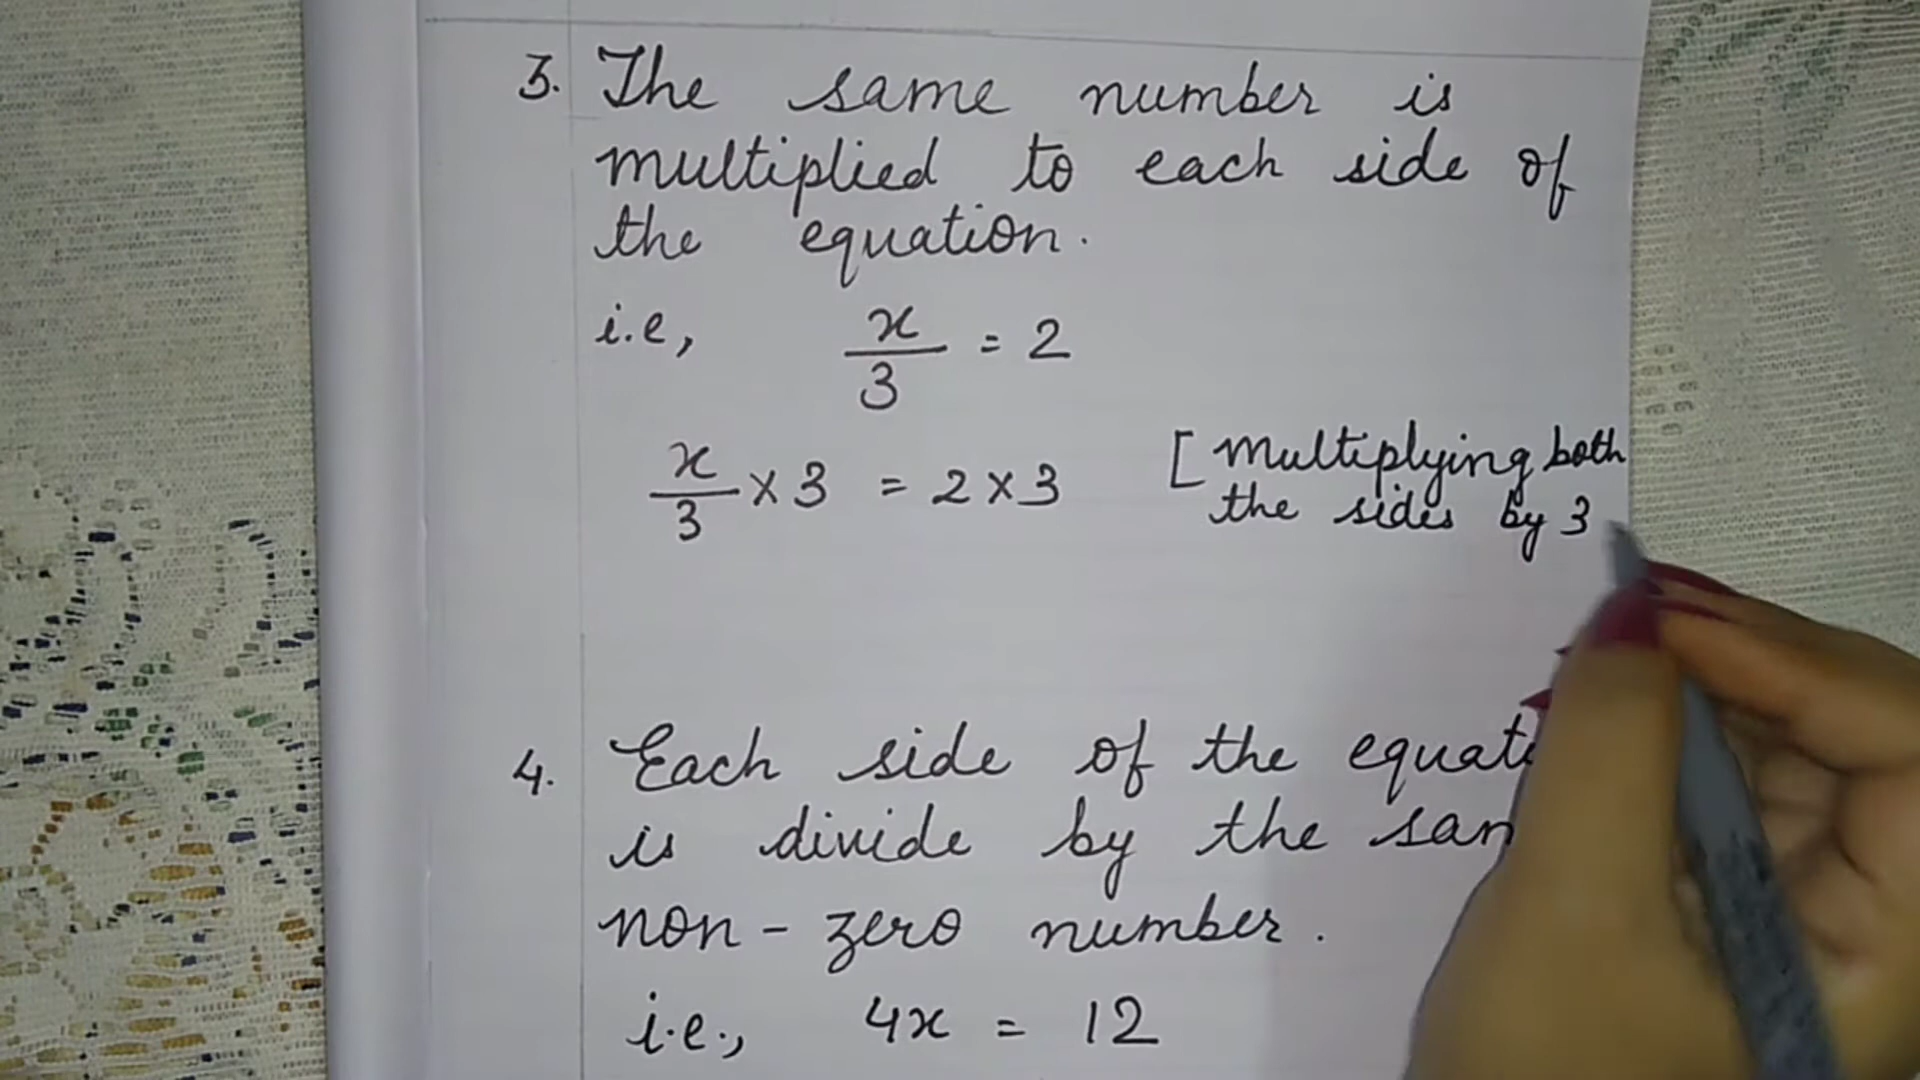 3. The same number is
multiplied to each side of
the equation.
i.e, x/3 = 2
x/3 × 3 = 2 × 3 [ multiplying both
the sides by 3
4. Each side of the
is divide by the
non-zero number.
i.e., 4x = 12